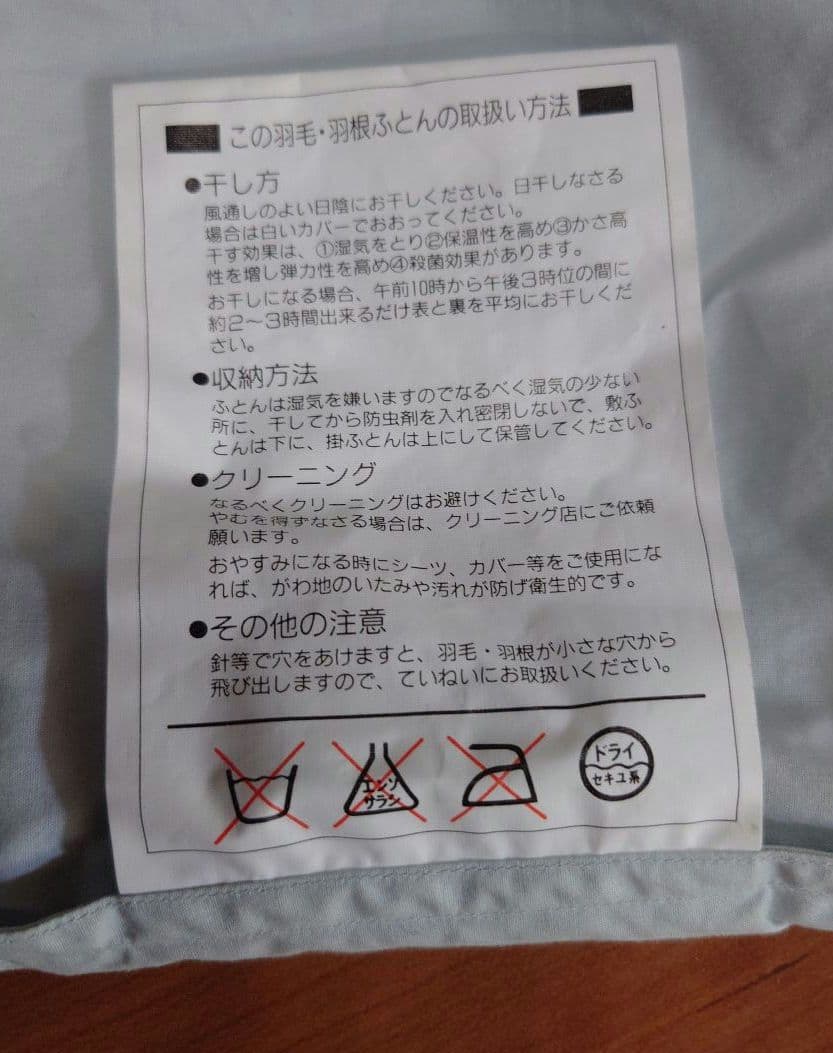 この羽毛・羽根ふとんの取扱い方法
●干し方
風通しのよい日陰にお干しください。日干しなさる
場合は白いカバーでおおってください。
干す効果は、①湿気をとり②保温性を高め③かさ高
性を増し弾力性を高め④殺菌効果があります。
お干しになる場合、午前10時から午後3時位の間に
約2～3時間出来るだけ表と裏を平均にお干しくだ
さい。
●収納方法
ふとんは湿気を嫌いますのでなるべく湿気の少ない
所に、干してから防虫剤を入れ密閉しないで、敷ふ
とんは下に、掛ふとんは上にして保管してください。
●クリーニング
なるべくクリーニングはお避けください。
やむを得ずなさる場合は、クリーニング店にご依頼
願います。
おやすみになる時にシーツ、カバー等をご使用にな
れば、がわ地のいたみや汚れが防げ衛生的です。
●その他の注意
針等で穴をあけますと、羽毛・羽根が小さな穴から
飛び出しますので、ていねいにお取扱いください。
エンソ
サラシ
ドライ
セキユ系